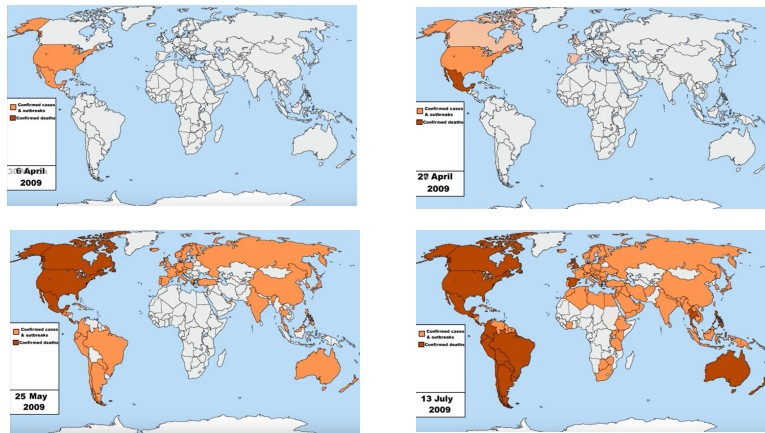 Confirmed cases
& outbreaks
Confirmed deaths
6 April
2009
Confirmed cases
& outbreaks
Confirmed deaths
April
2009
Confirmed cases
& outbreaks
Confirmed deaths
25 May
2009
Confirmed cases
& outbreaks
Confirmed deaths
13 July
2009